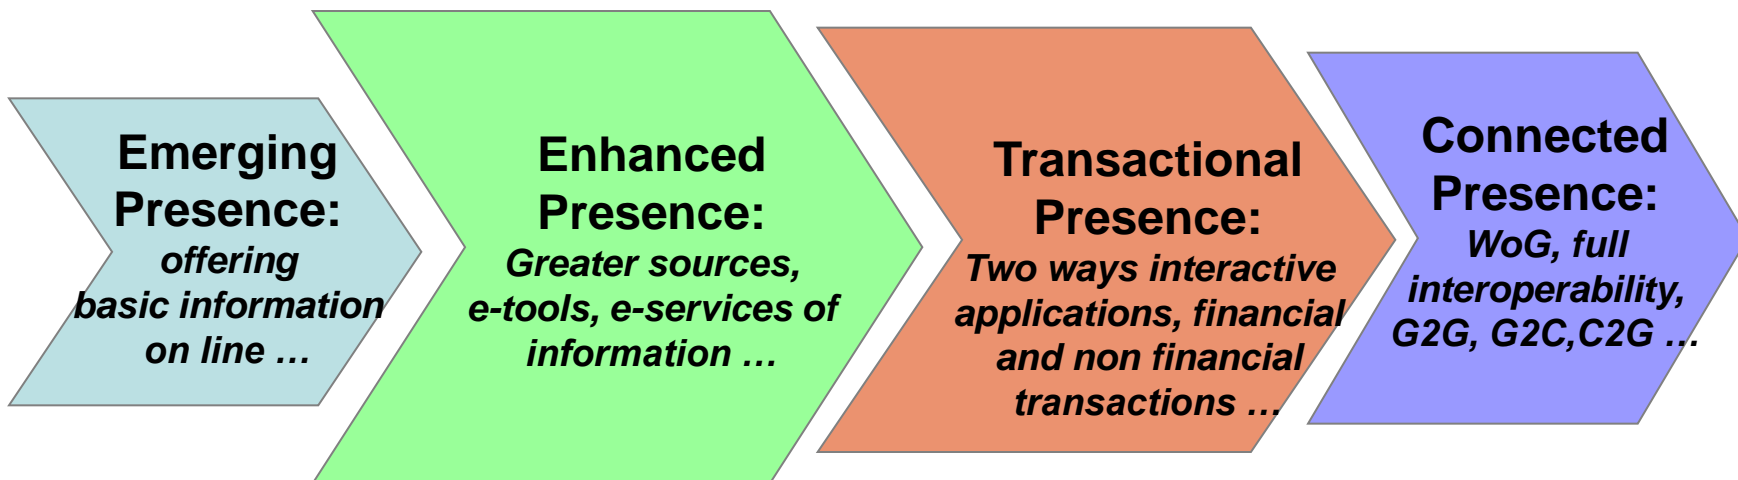 Emerging
Presence:
offering
basic information
on line …
Enhanced
Presence:
Greater sources,
e-tools, e-services of
information …
Transactional
Presence:
Two ways interactive
applications, financial
and non financial
transactions …
Connected
Presence:
WoG, full
interoperability,
G2G, G2C,C2G …